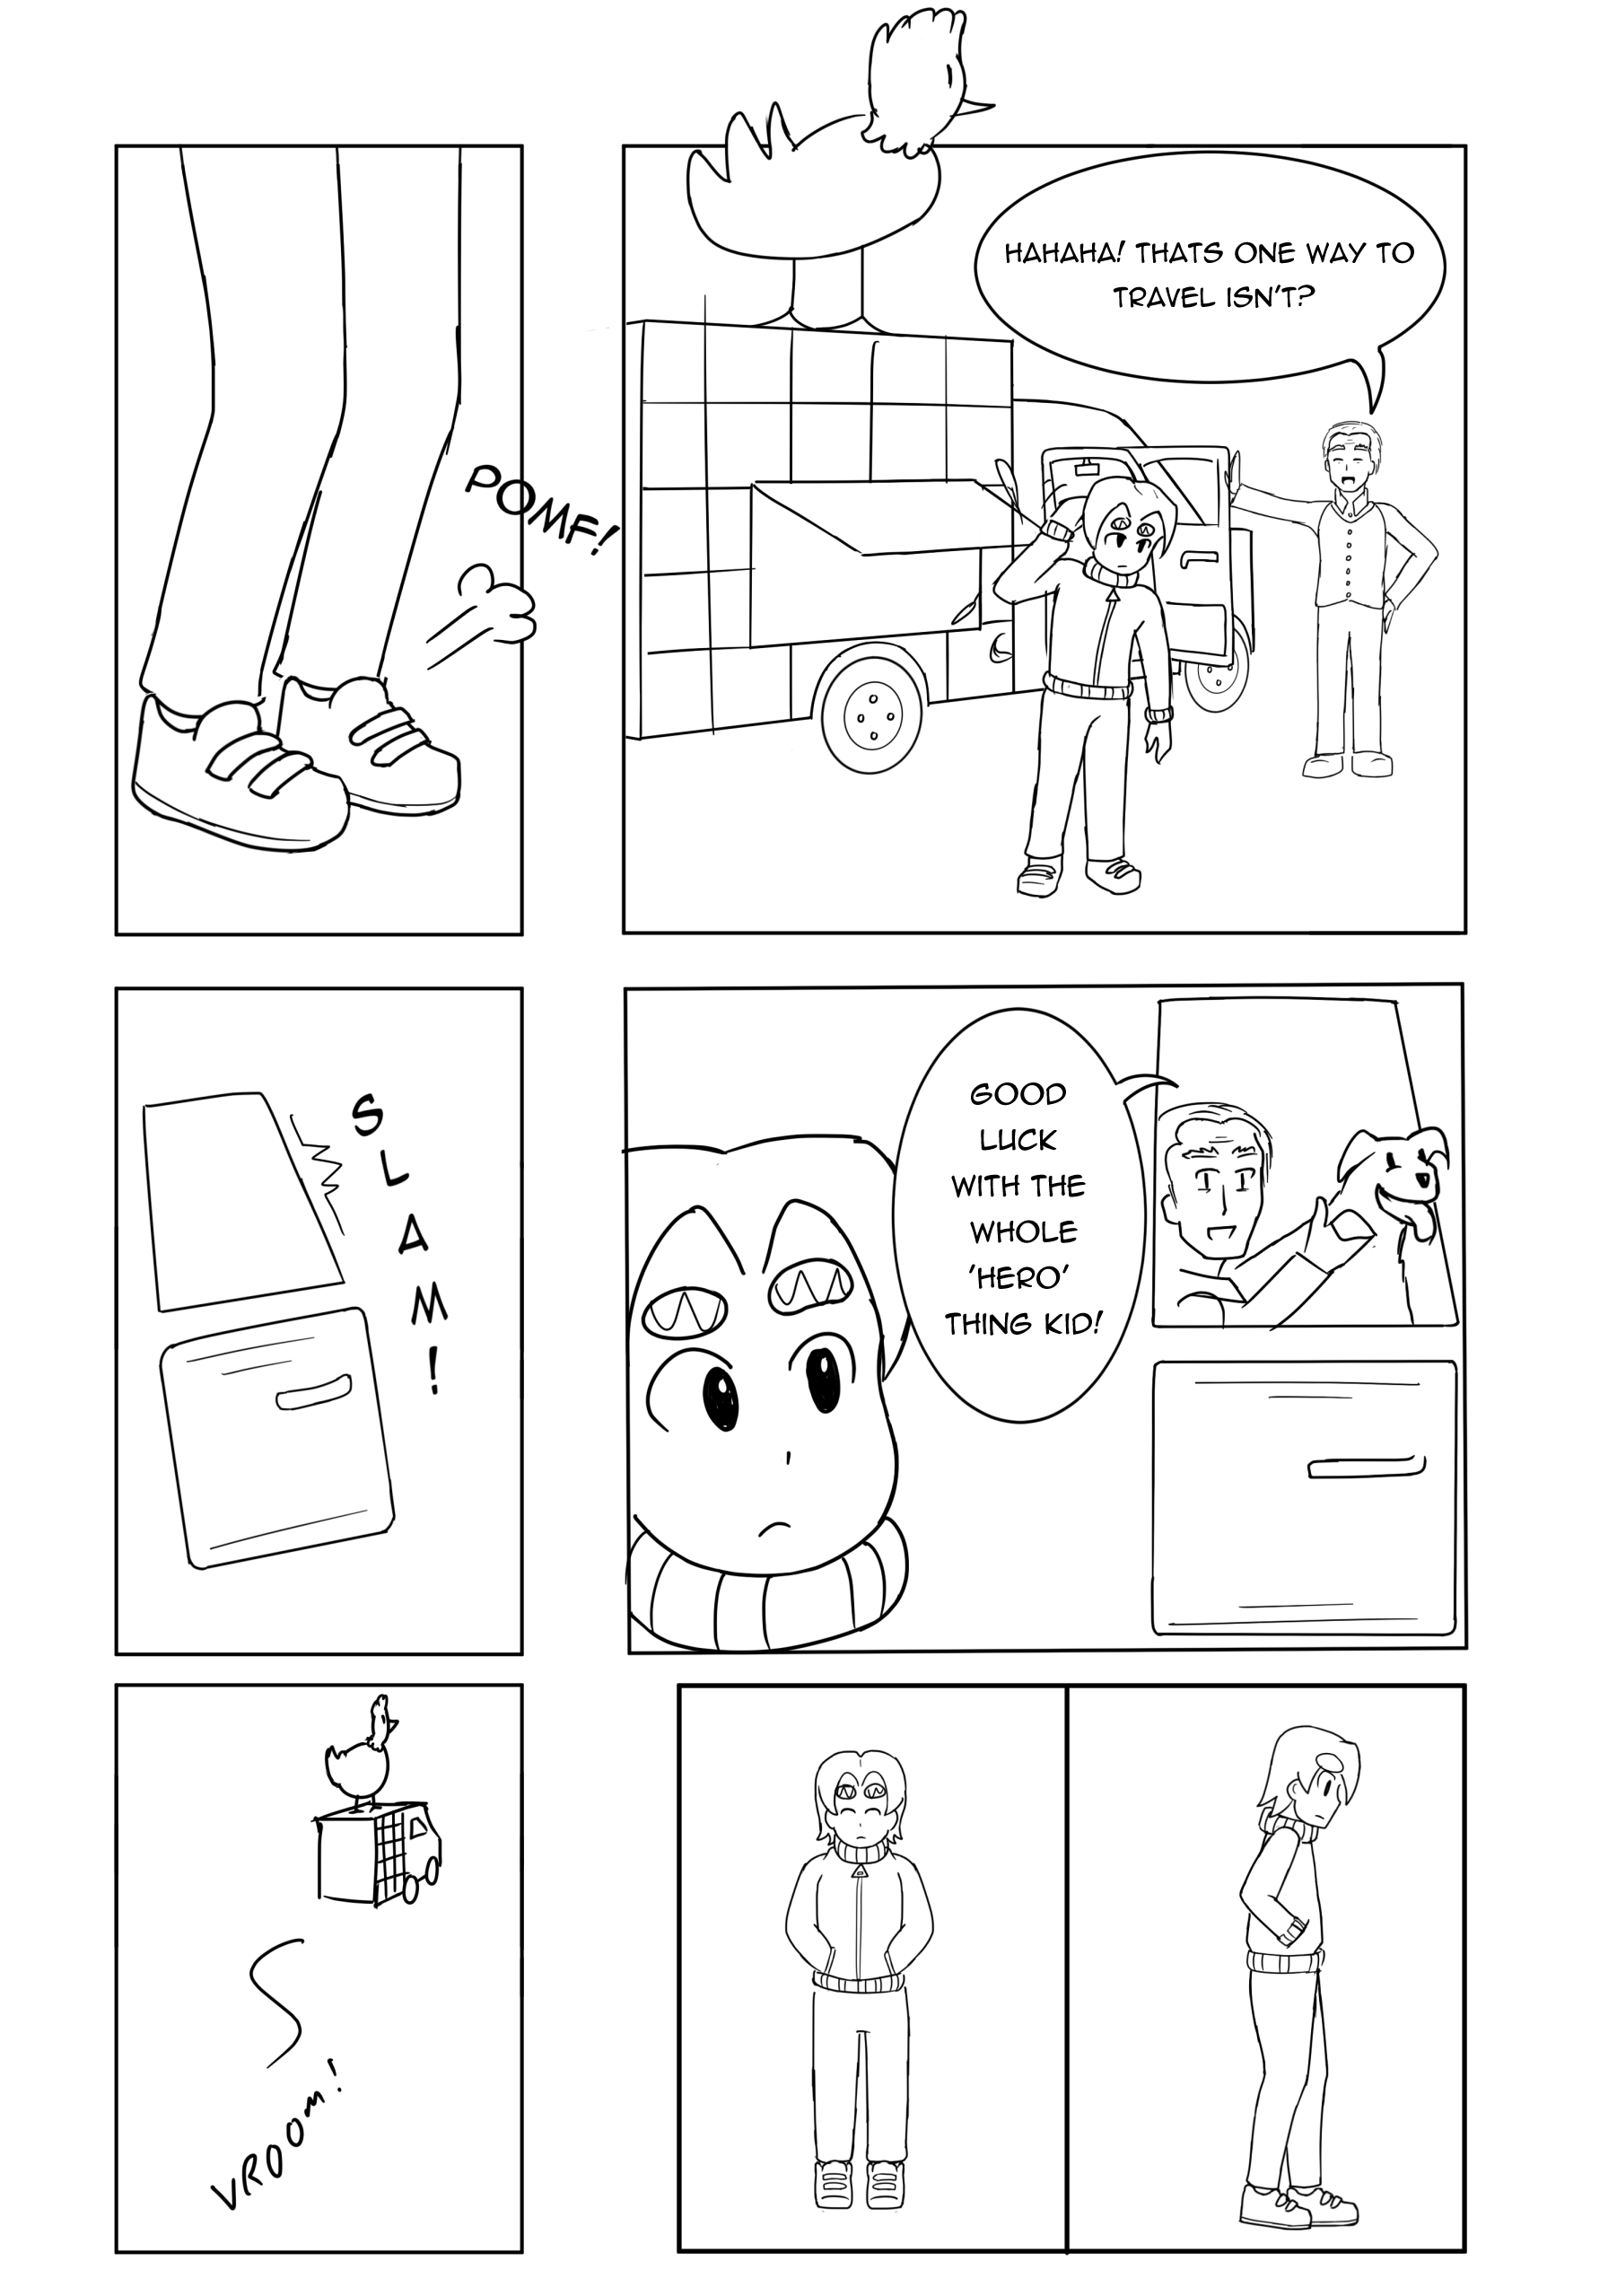 POMF!
HAHAHA! THATS ONE WAY TO
TRAVEL ISN'T?
SLAM!
GOOD
LUCK
WITH THE
WHOLE
'HERO'
THING KID!
VROOM!